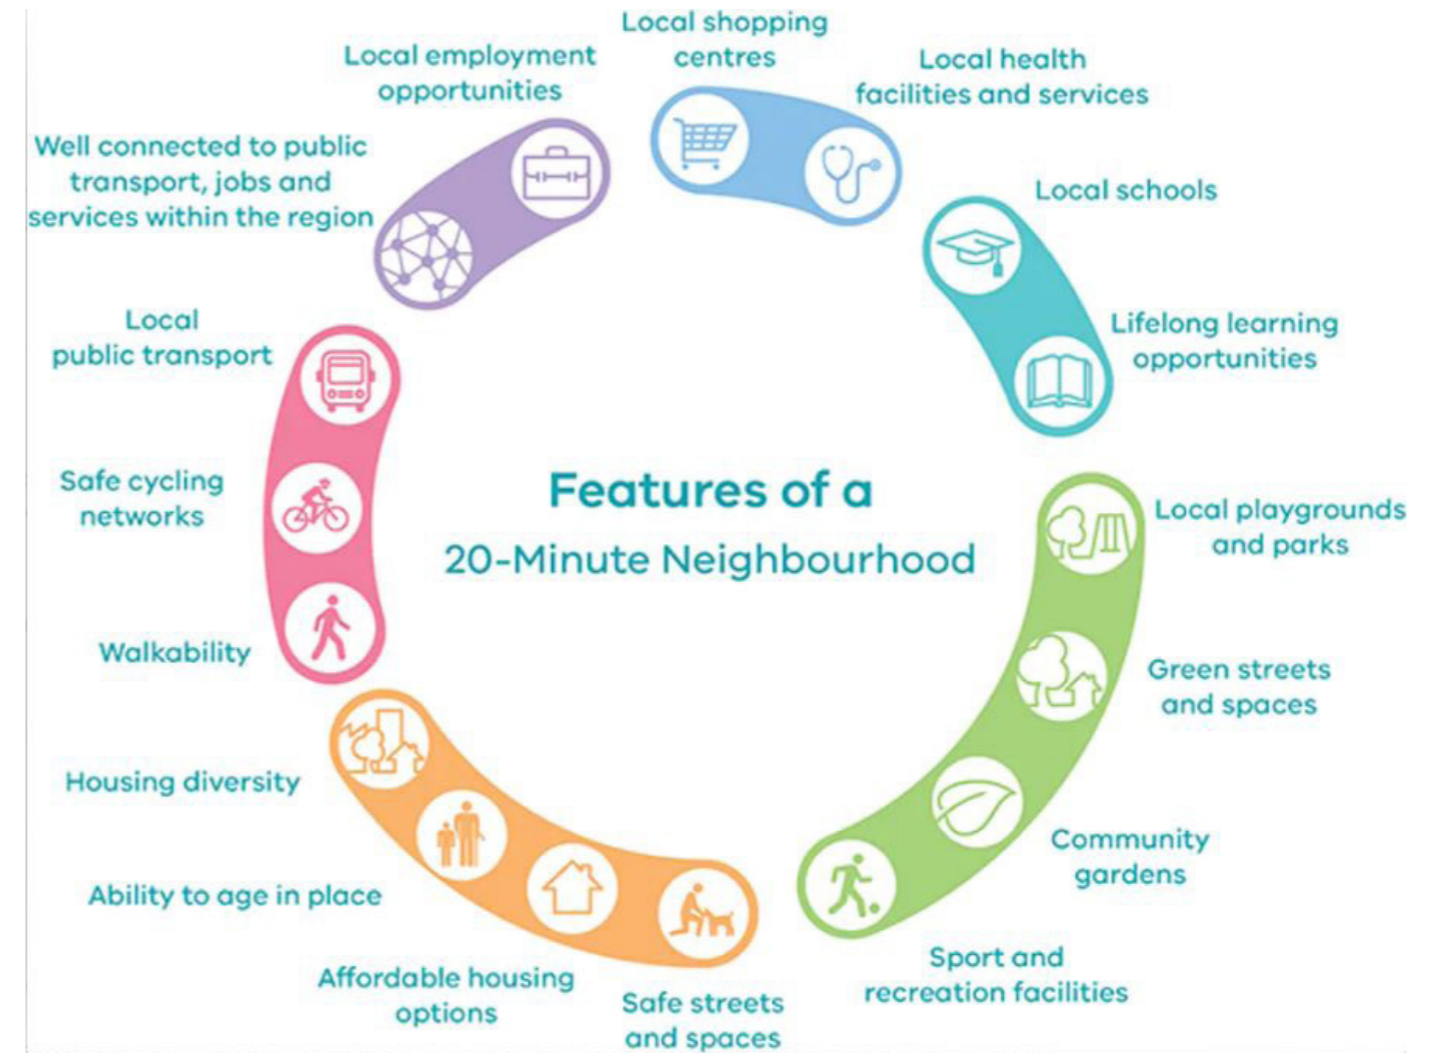 Local shopping
centres
Local health
facilities and services
Local schools
Lifelong learning
opportunities
Local playgrounds
and parks
Green streets
and spaces
Community
gardens
Sport and
recreation facilities
Safe streets
and spaces
Affordable housing
options
Ability to age in place
Housing diversity
Walkability
Safe cycling
networks
Local
public transport
Well connected to public
transport, jobs and
services within the region
Local employment
opportunities
Features of a
20-Minute Neighbourhood